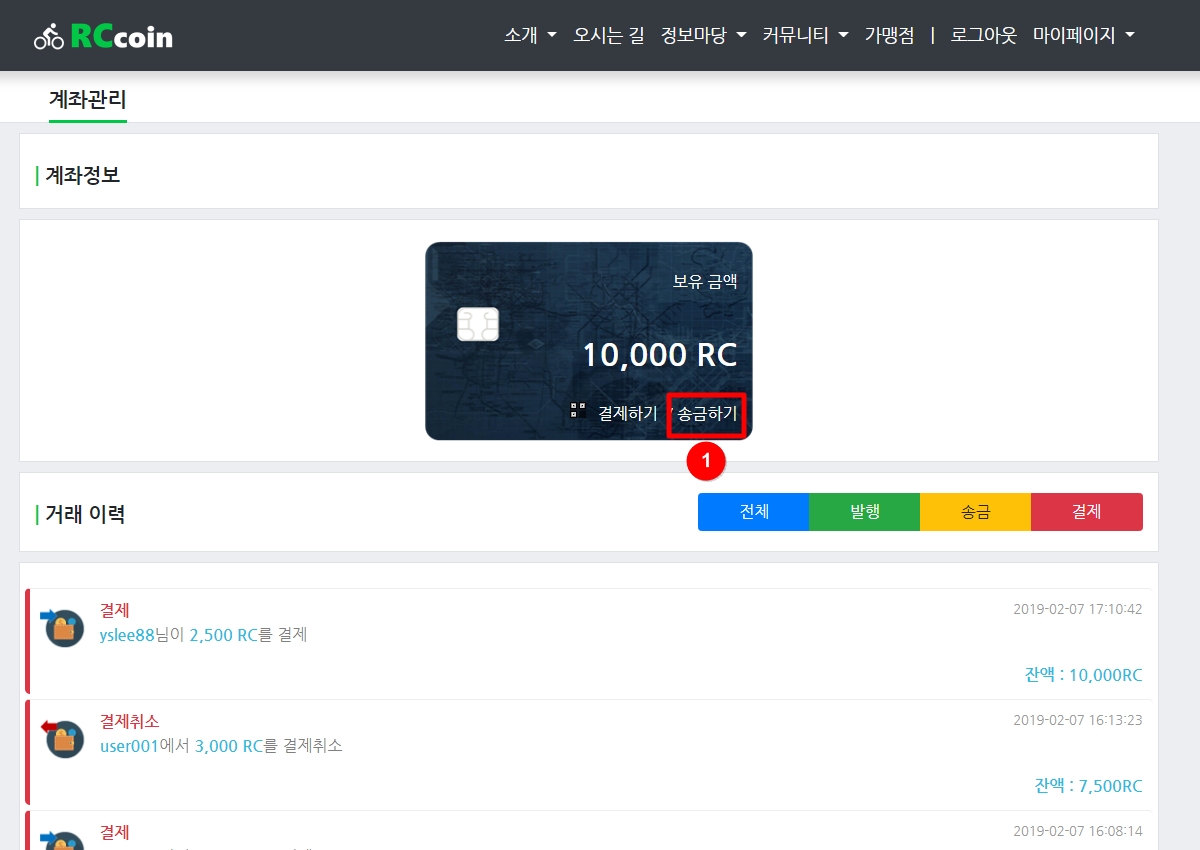 RCcoin 소개 오시는 길 정보마당 커뮤니티 가맹점 | 로그아웃 마이페이지
계좌관리
계좌정보
보유 금액
10,000 RC
결제하기 / 송금하기
1
거래 이력 전체 발행 송금 결제
결제 2019-02-07 17:10:42
yslee88님이 2,500 RC를 결제
잔액 : 10,000RC
결제취소 2019-02-07 16:13:23
user001에서 3,000 RC를 결제취소
잔액 : 7,500RC
결제 2019-02-07 16:08:14